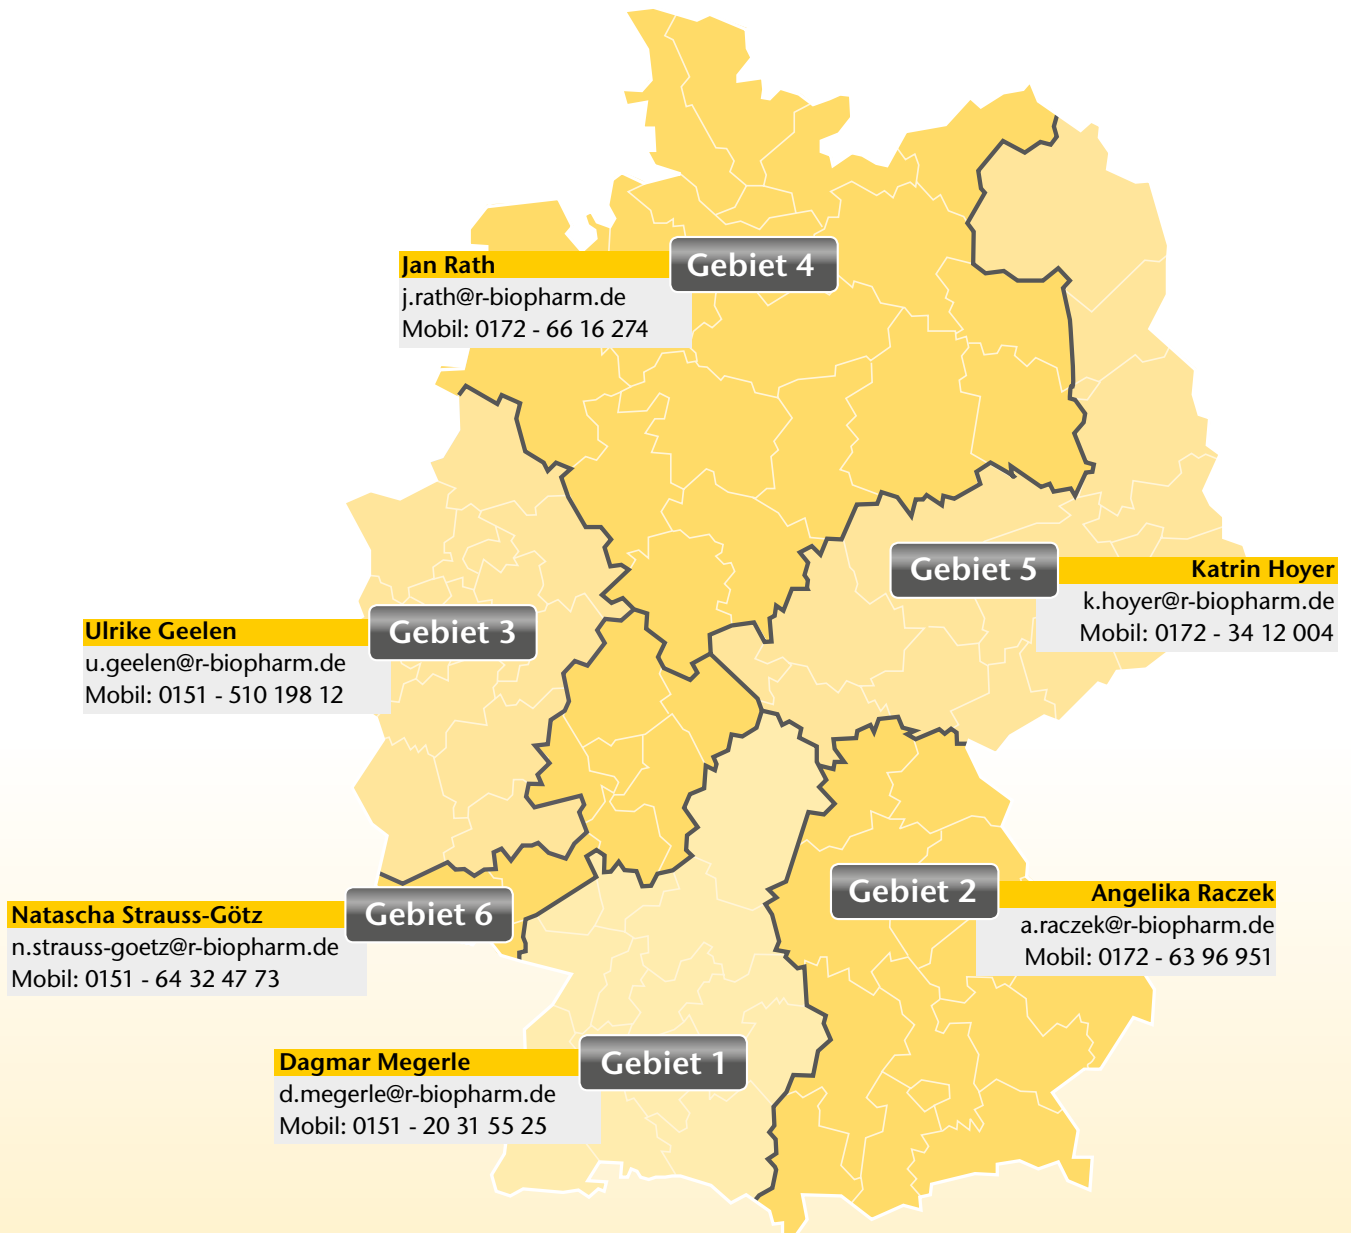 Jan Rath
j.rath@r-biopharm.de
Mobil: 0172 - 66 16 274
Gebiet 4
Gebiet 5
Katrin Hoyer
k.hoyer@r-biopharm.de
Mobil: 0172 - 34 12 004
Ulrike Geelen
u.geelen@r-biopharm.de
Mobil: 0151 - 510 198 12
Gebiet 3
Gebiet 2
Angelika Raczek
a.raczek@r-biopharm.de
Mobil: 0172 - 63 96 951
Natascha Strauss-Götz
n.strauss-goetz@r-biopharm.de
Mobil: 0151 - 64 32 47 73
Gebiet 6
Dagmar Megerle
d.megerle@r-biopharm.de
Mobil: 0151 - 20 31 55 25
Gebiet 1